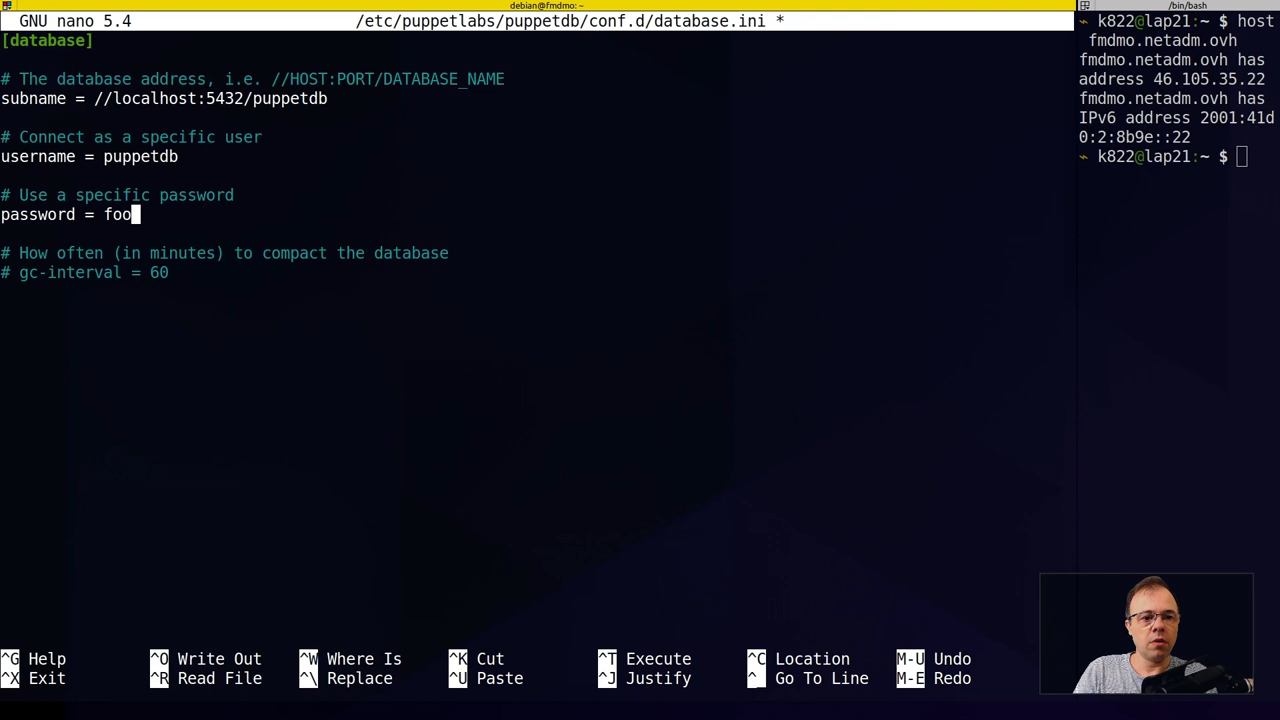 debian@fmdmo: ~
GNU nano 5.4 /etc/puppetlabs/puppetdb/conf.d/database.ini *
[database]
# The database address, i.e. //HOST:PORT/DATABASE_NAME
subname = //localhost:5432/puppetdb
# Connect as a specific user
username = puppetdb
# Use a specific password
password = foo
# How often (in minutes) to compact the database
# gc-interval = 60
^G Help ^O Write Out ^W Where Is ^K Cut ^T Execute ^C Location M-U Undo
^X Exit ^R Read File ^\ Replace ^U Paste ^J Justify ^_ Go To Line M-E Redo
/bin/bash
k822@lap21:~ $ host
fmdmo.netadm.ovh
fmdmo.netadm.ovh has
address 46.105.35.22
fmdmo.netadm.ovh has
IPv6 address 2001:41d
0:2:8b9e::22
k822@lap21:~ $